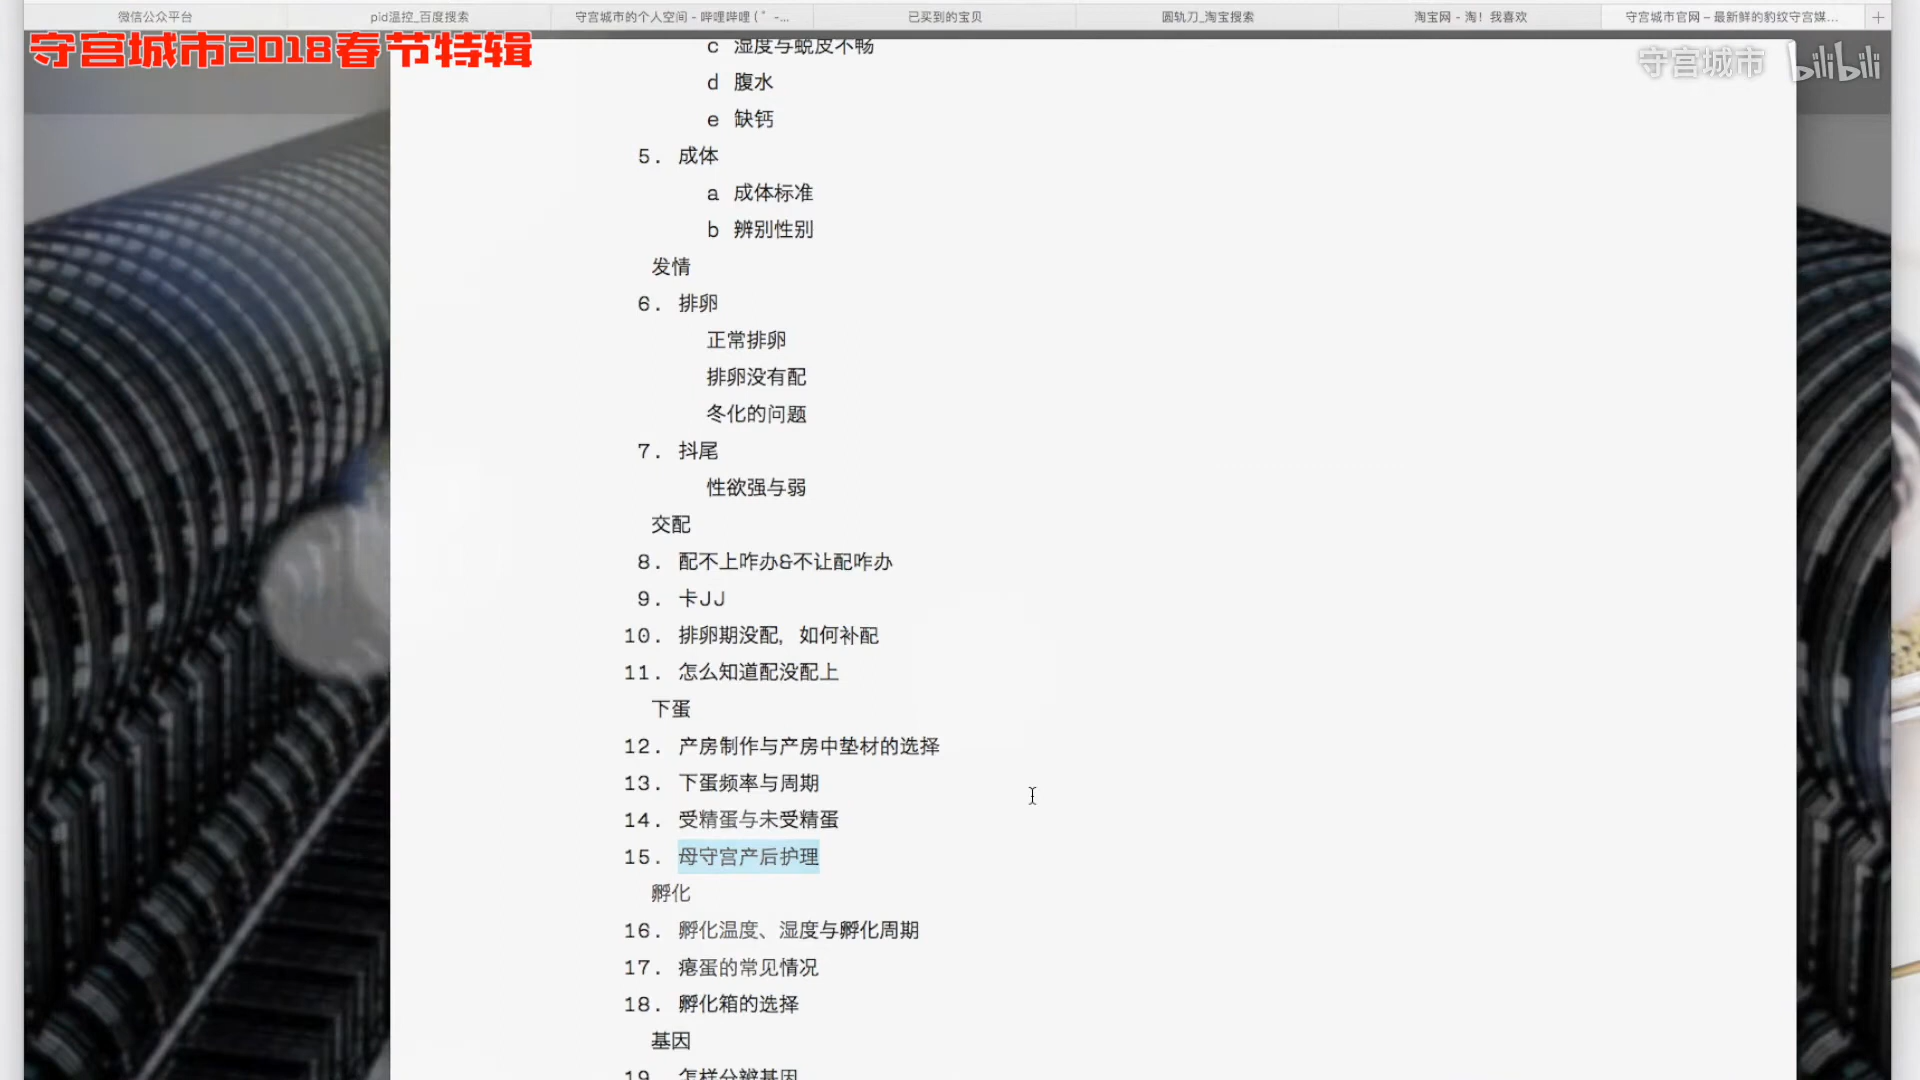 微信公众平台
pid温控_百度搜索
守宫城市的个人空间 - 哔哩哔哩 ( ゜-...
已买到的宝贝
圆轨刀_淘宝搜索
淘宝网 - 淘！我喜欢
守宫城市官网 – 最新鲜的豹纹守宫媒...
守宫城市2018春节特辑
守宫城市 bilibili
c 湿度与蜕皮不畅
d 腹水
e 缺钙
5. 成体
a 成体标准
b 辨别性别
发情
6. 排卵
正常排卵
排卵没有配
冬化的问题
7. 抖尾
性欲强与弱
交配
8. 配不上咋办&不让配咋办
9. 卡JJ
10. 排卵期没配，如何补配
11. 怎么知道配没配上
下蛋
12. 产房制作与产房中垫材的选择
13. 下蛋频率与周期
14. 受精蛋与未受精蛋
15. 母守宫产后护理
孵化
16. 孵化温度、湿度与孵化周期
17. 瘪蛋的常见情况
18. 孵化箱的选择
基因
19. 怎样分辨基因